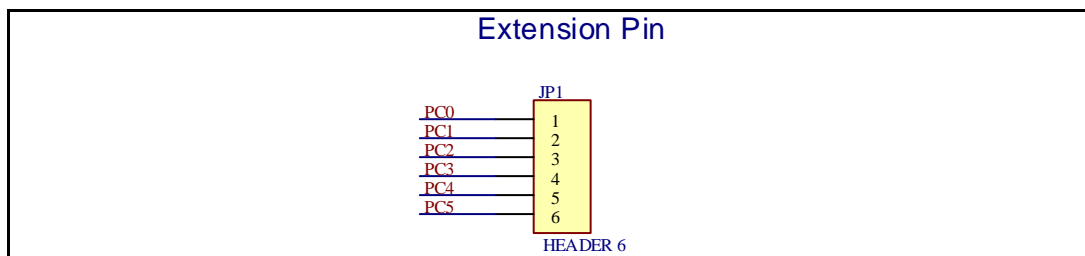 Extension Pin
JP1
PC0 1
PC1 2
PC2 3
PC3 4
PC4 5
PC5 6
HEADER 6